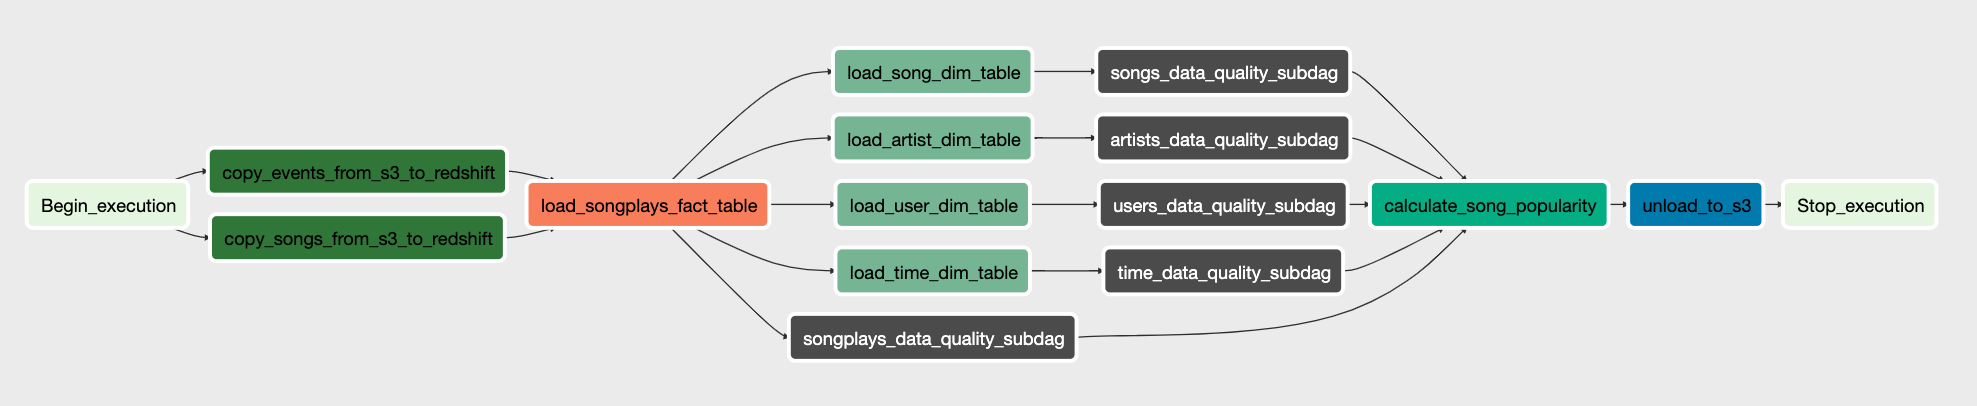 Begin_execution
copy_events_from_s3_to_redshift
copy_songs_from_s3_to_redshift
load_songplays_fact_table
load_song_dim_table
load_artist_dim_table
load_user_dim_table
load_time_dim_table
songplays_data_quality_subdag
songs_data_quality_subdag
artists_data_quality_subdag
users_data_quality_subdag
time_data_quality_subdag
calculate_song_popularity
unload_to_s3
Stop_execution